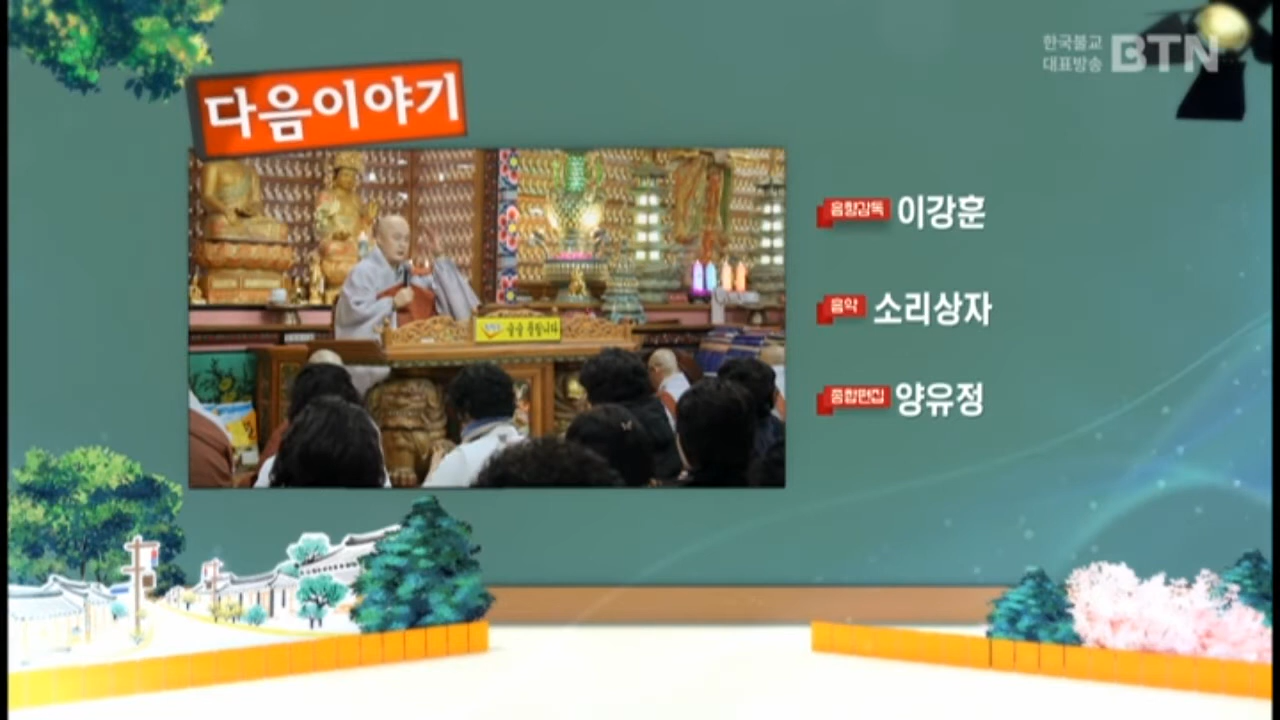 한국불교
대표방송 BTN
다음이야기
음향감독 이강훈
음악 소리상자
종합편집 양유정